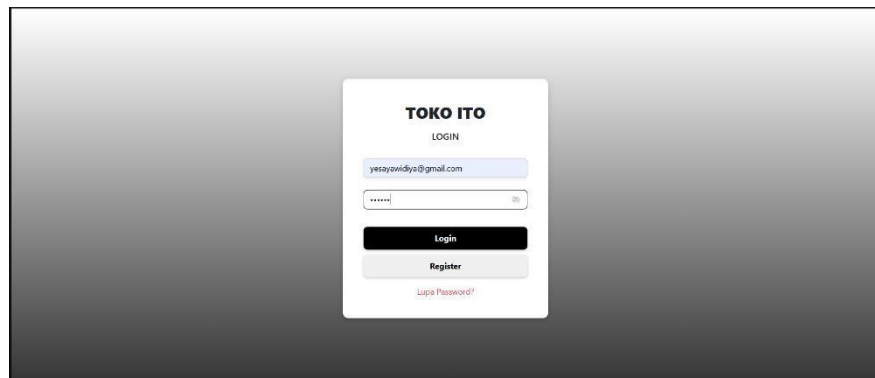 TOKO ITO
LOGIN
yesayawidiya@gmail.com
••••••
Login
Register
Lupa Password?